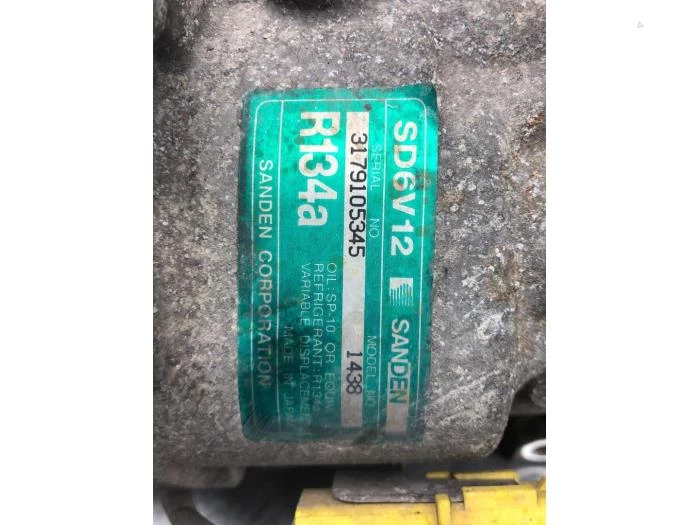 SD6V12 SANDEN
SERIAL NO. MODEL NO.
3179105345 1438
R134a
OIL:SP-10 OR EQUIV
REFRIGERANT:R134a
VARIABLE DISPLACEMENT
MADE IN JAPAN
SANDEN CORPORATION